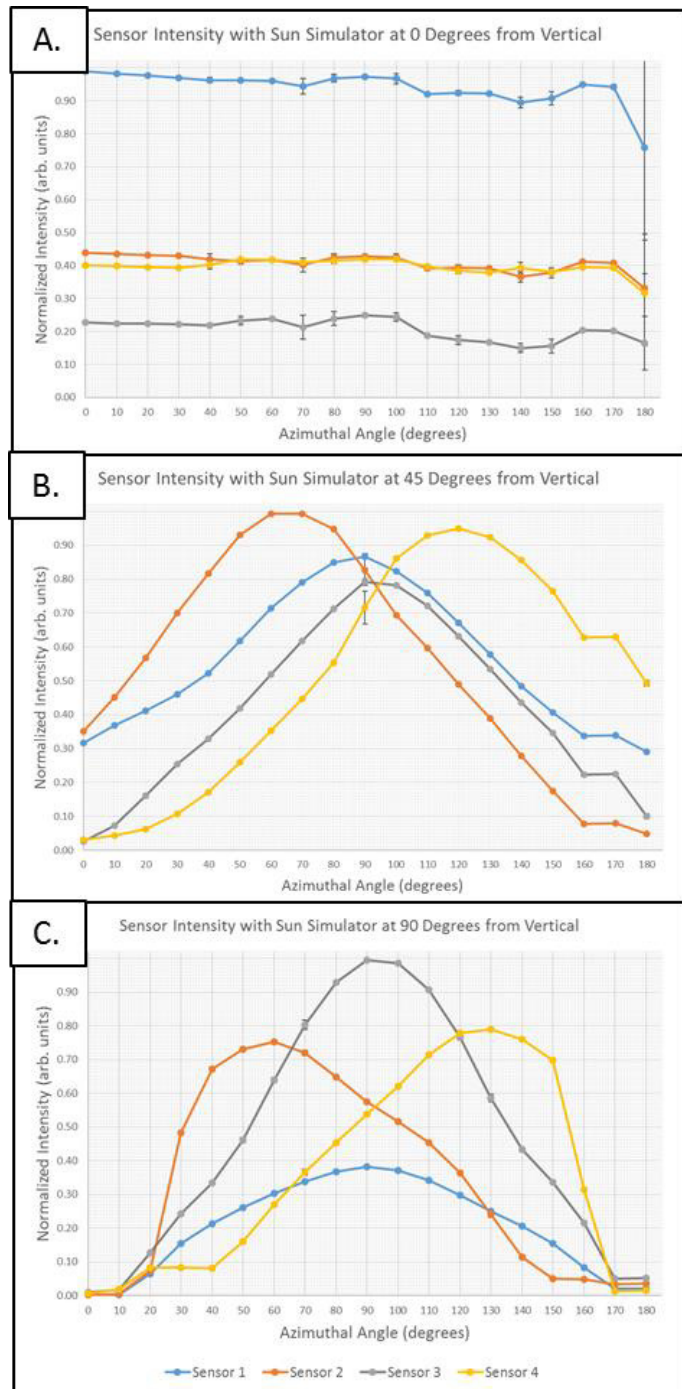 A.
Sensor Intensity with Sun Simulator at 0 Degrees from Vertical
Normalized Intensity (arb. units)
0.90
0.80
0.70
0.60
0.50
0.40
0.30
0.20
0.10
0.00
0 10 20 30 40 50 60 70 80 90 100 110 120 130 140 150 160 170 180
Azimuthal Angle (degrees)
B.
Sensor Intensity with Sun Simulator at 45 Degrees from Vertical
Normalized Intensity (arb. units)
0.90
0.80
0.70
0.60
0.50
0.40
0.30
0.20
0.10
0.00
0 10 20 30 40 50 60 70 80 90 100 110 120 130 140 150 160 170 180
Azimuthal Angle (degrees)
C.
Sensor Intensity with Sun Simulator at 90 Degrees from Vertical
Normalized Intensity (arb. units)
0.90
0.80
0.70
0.60
0.50
0.40
0.30
0.20
0.10
0.00
0 10 20 30 40 50 60 70 80 90 100 110 120 130 140 150 160 170 180
Azimuthal Angle (degrees)
Sensor 1 Sensor 2 Sensor 3 Sensor 4